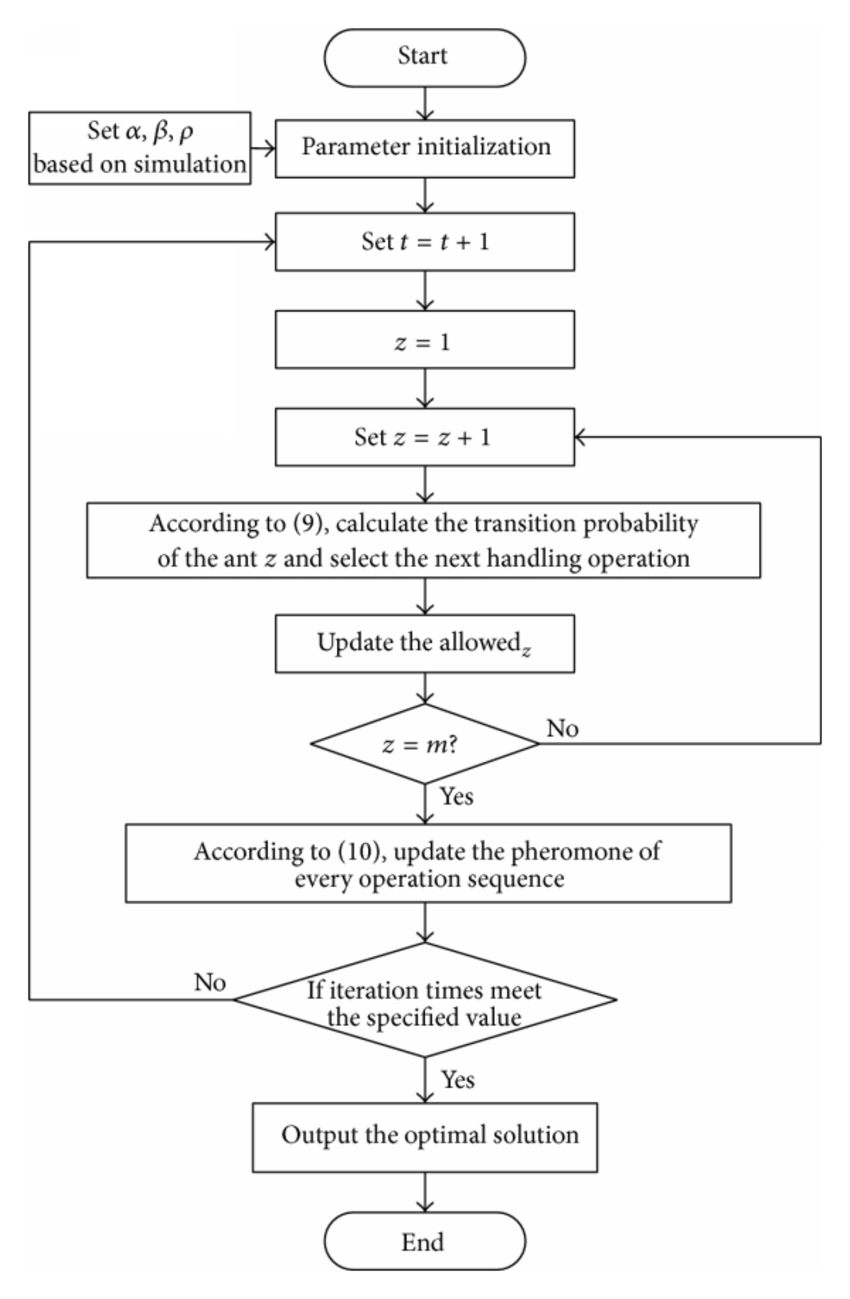 Start
Set α, β, ρ
based on simulation
Parameter initialization
Set t = t + 1
z = 1
Set z = z + 1
According to (9), calculate the transition probability
of the ant z and select the next handling operation
Update the allowed_z
z = m?
No
Yes
According to (10), update the pheromone of
every operation sequence
No
If iteration times meet
the specified value
Yes
Output the optimal solution
End